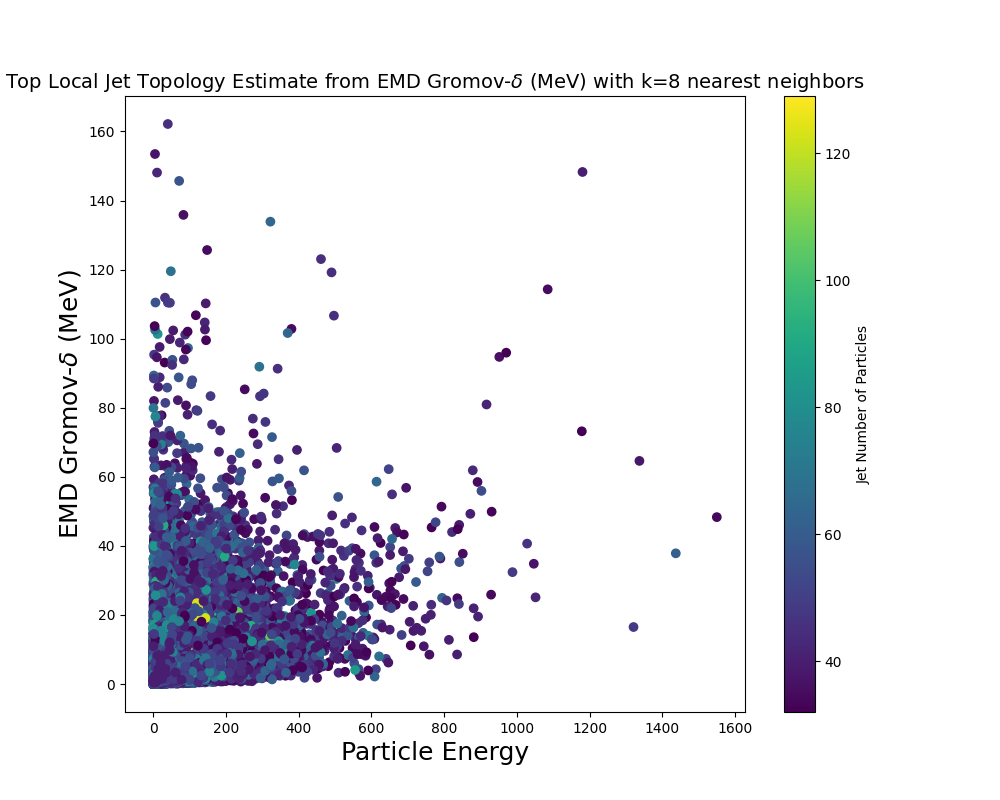 Top Local Jet Topology Estimate from EMD Gromov-δ (MeV) with k=8 nearest neighbors
EMD Gromov-δ (MeV)
160
140
120
100
80
60
40
20
0
0 200 400 600 800 1000 1200 1400 1600
Particle Energy
120
100
80
60
40
Jet Number of Particles